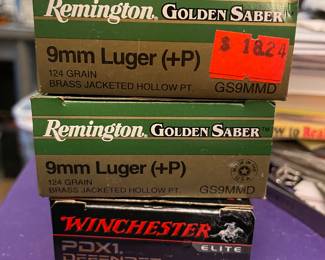 Remington. GOLDEN SABER
$ 18.24
9mm Luger (+P)
124 GRAIN
BRASS JACKETED HOLLOW PT. GS9MMD
Remington. GOLDEN SABER
9mm Luger (+P)
124 GRAIN
BRASS JACKETED HOLLOW PT. GS9MMD
WINCHESTER
PDX1 ELITE
DEFENDER